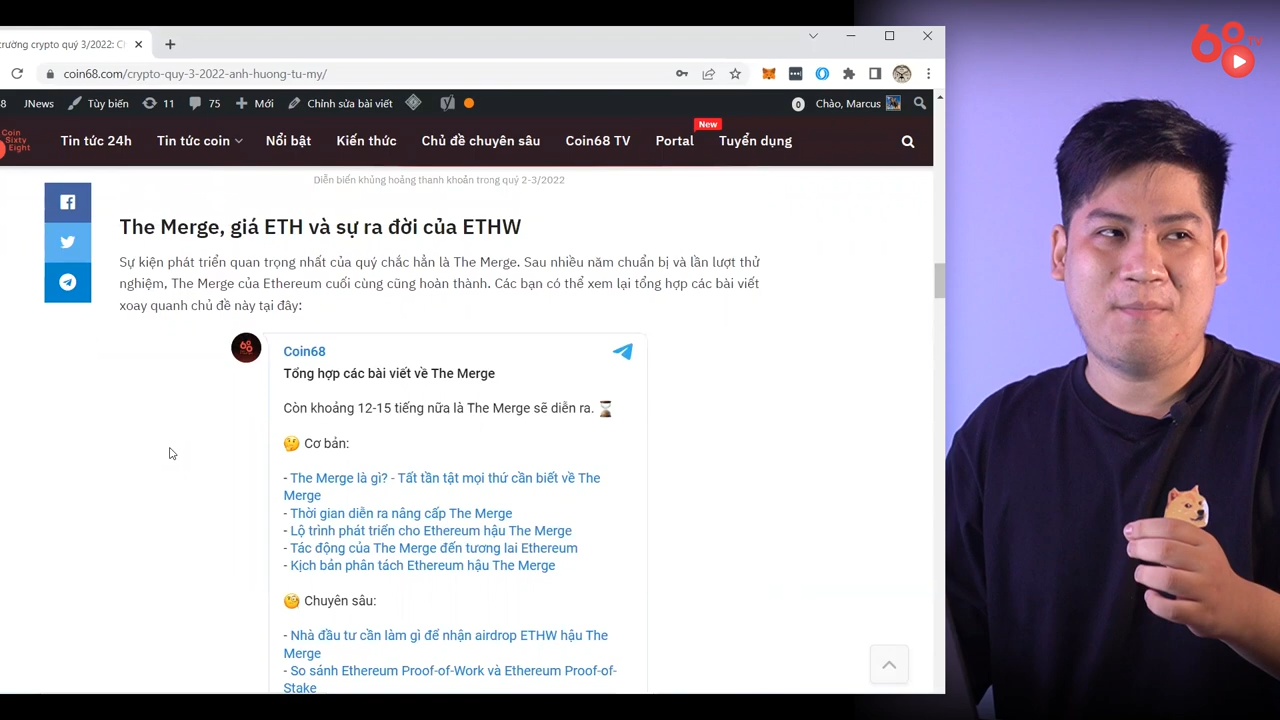 trường crypto quý 3/2022:
coin68.com/crypto-quy-3-2022-anh-huong-tu-my/
8 JNews Tùy biến 11 75 Mới Chỉnh sửa bài viết 0 Chào, Marcus
Coin
Sixty
Eight
Tin tức 24h Tin tức coin Nổi bật Kiến thức Chủ đề chuyên sâu Coin68 TV Portal New Tuyển dụng
Diễn biến khủng hoảng thanh khoản trong quý 2-3/2022
The Merge, giá ETH và sự ra đời của ETHW
Sự kiện phát triển quan trọng nhất của quý chắc hẳn là The Merge. Sau nhiều năm chuẩn bị và lần lượt thử
nghiệm, The Merge của Ethereum cuối cùng cũng hoàn thành. Các bạn có thể xem lại tổng hợp các bài viết
xoay quanh chủ đề này tại đây:
Coin68
Tổng hợp các bài viết về The Merge
Còn khoảng 12-15 tiếng nữa là The Merge sẽ diễn ra. ⏳
🤔 Cơ bản:
- The Merge là gì? - Tất tần tật mọi thứ cần biết về The
Merge
- Thời gian diễn ra nâng cấp The Merge
- Lộ trình phát triển cho Ethereum hậu The Merge
- Tác động của The Merge đến tương lai Ethereum
- Kịch bản phân tách Ethereum hậu The Merge
🧐 Chuyên sâu:
- Nhà đầu tư cần làm gì để nhận airdrop ETHW hậu The
Merge
- So sánh Ethereum Proof-of-Work và Ethereum Proof-of-
Stake
68 TV